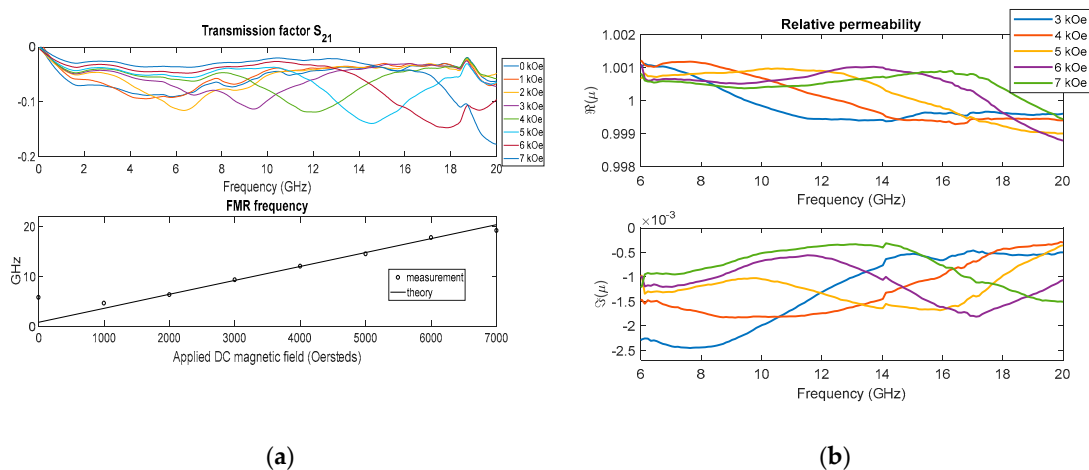 Transmission factor S21
0
-0.1
-0.2
0 2 4 6 8 10 12 14 16 18 20
Frequency (GHz)
0 kOe
1 kOe
2 kOe
3 kOe
4 kOe
5 kOe
6 kOe
7 kOe
FMR frequency
20
10
0
GHz
measurement
theory
0 1000 2000 3000 4000 5000 6000 7000
Applied DC magnetic field (Oersteds)
(a)
Relative permeability
1.002
1.001
1
0.999
0.998
ℜ(μ)
6 8 10 12 14 16 18 20
Frequency (GHz)
3 kOe
4 kOe
5 kOe
6 kOe
7 kOe
×10⁻³
0
-0.5
-1
-1.5
-2
-2.5
ℑ(μ)
6 8 10 12 14 16 18 20
Frequency (GHz)
(b)